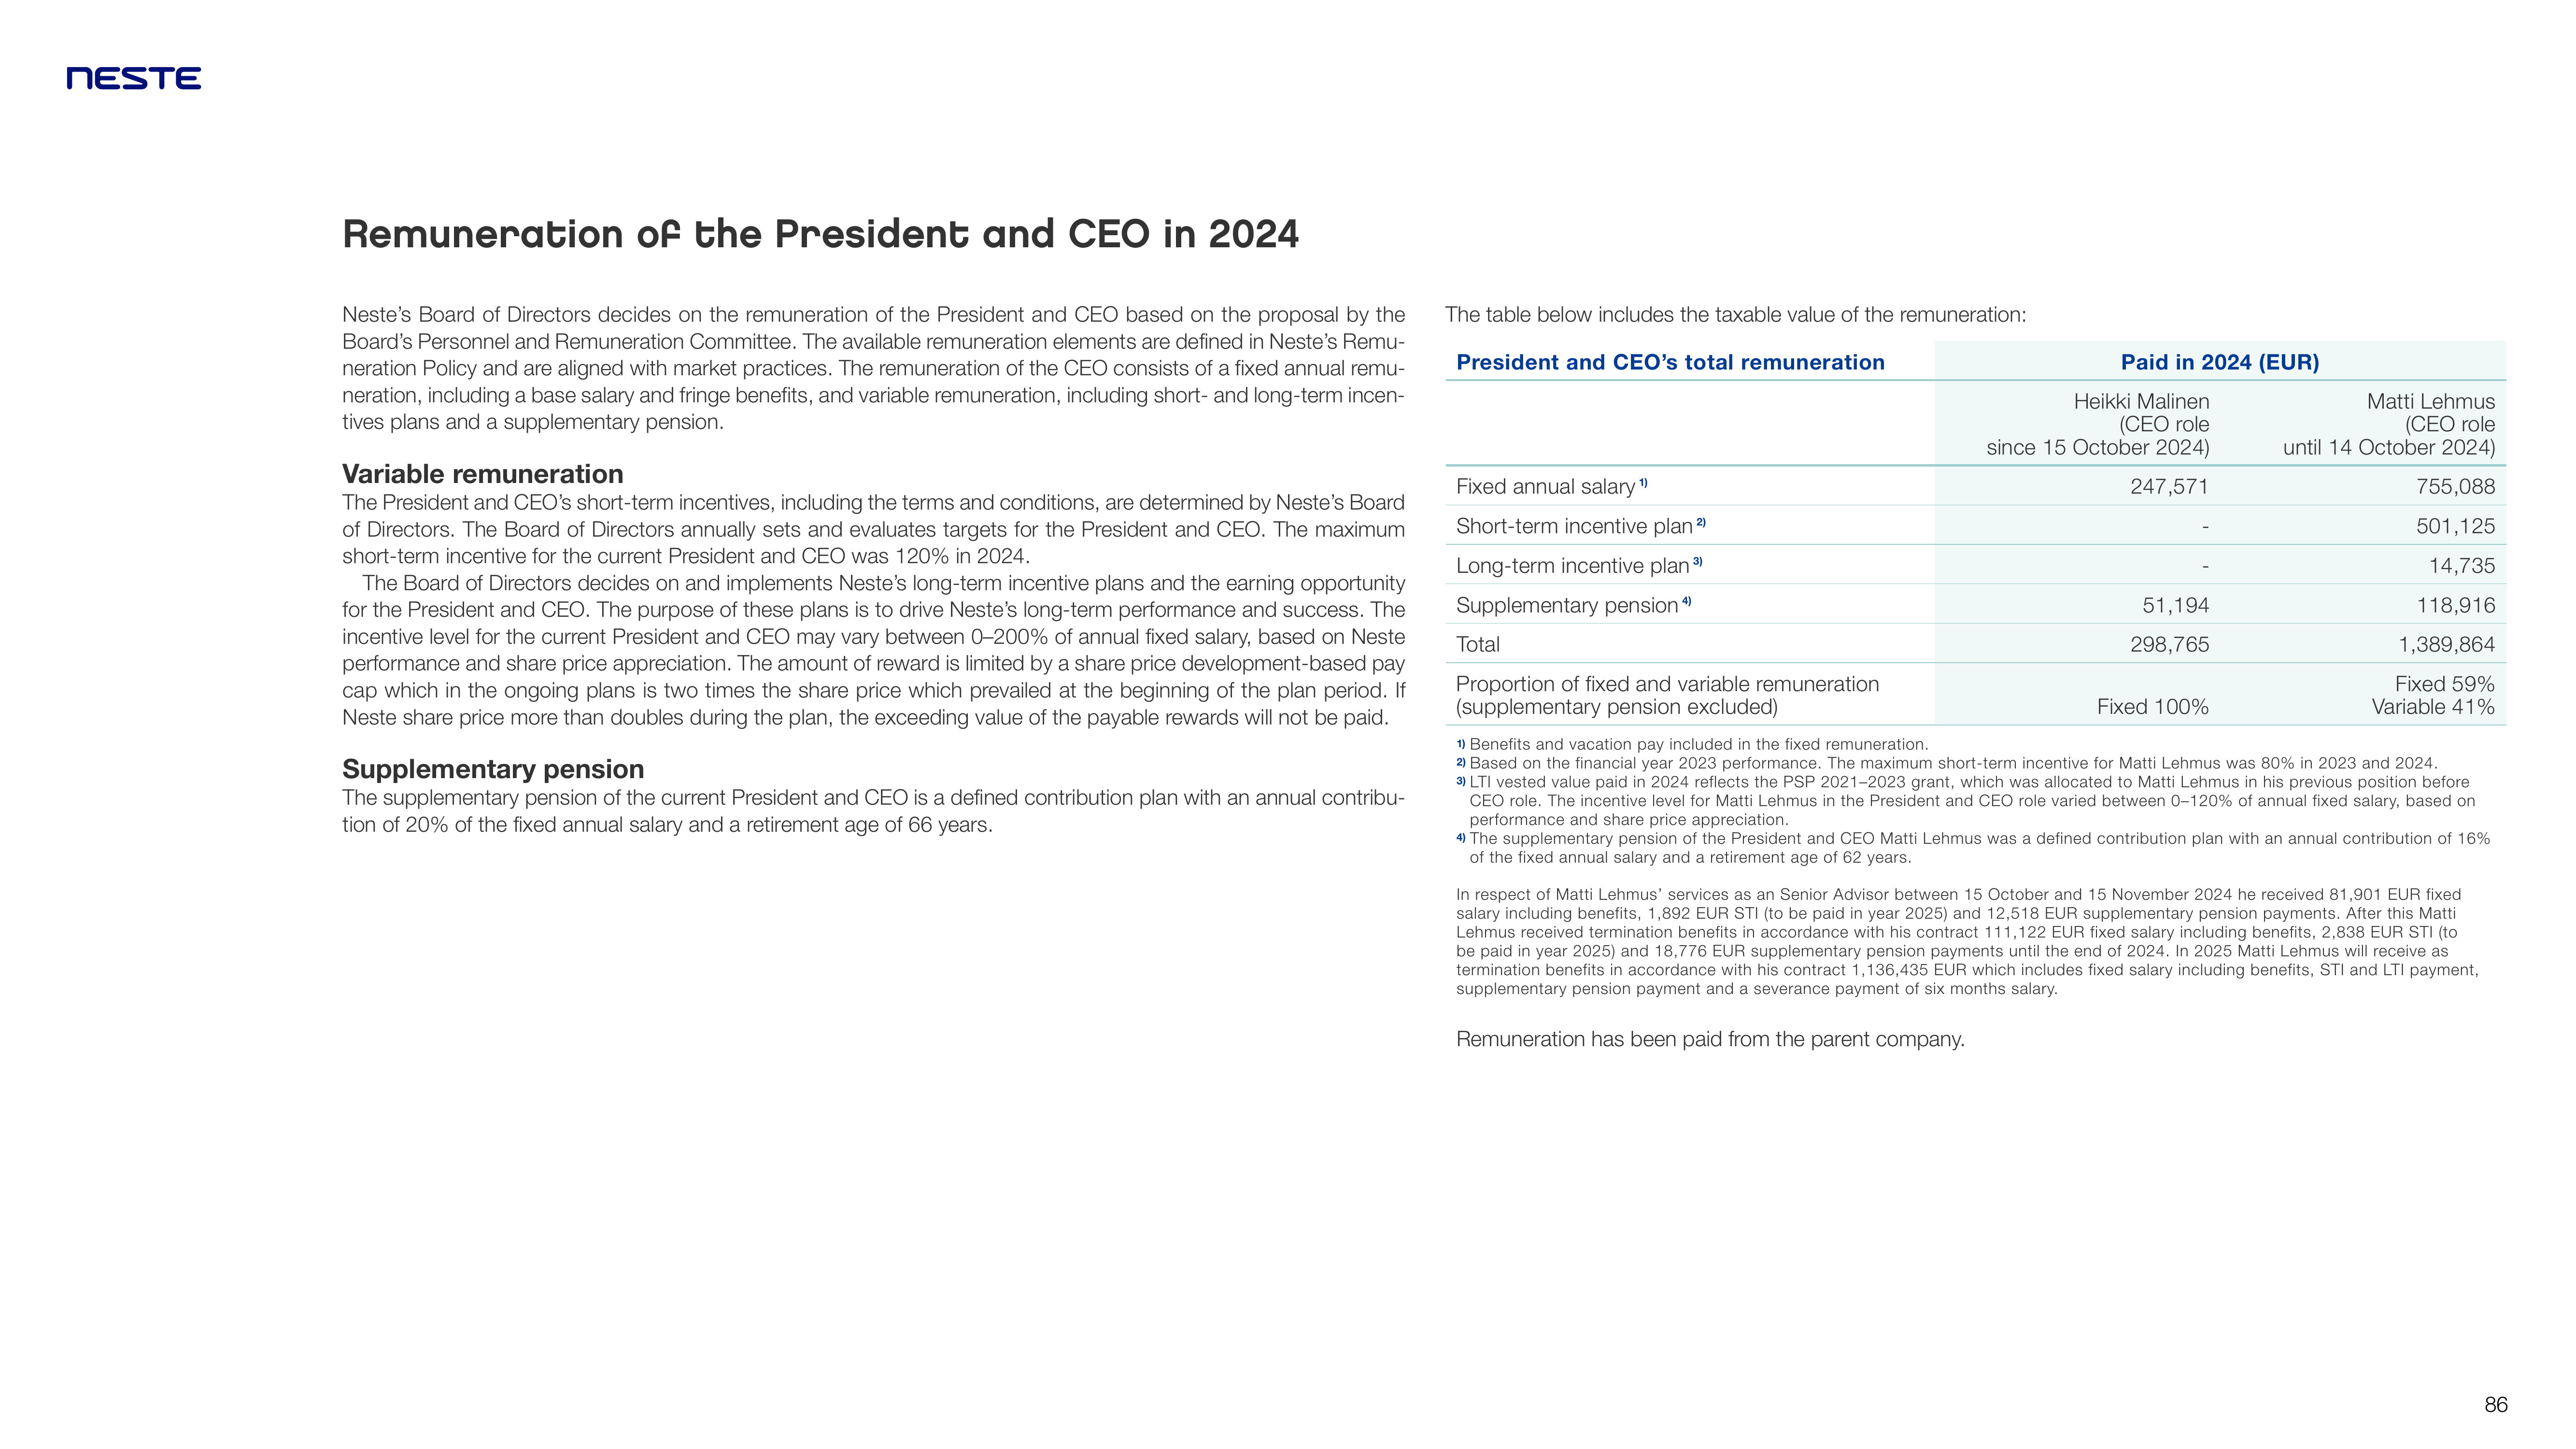 NESTE
Remuneration of the President and CEO in 2024
Neste’s Board of Directors decides on the remuneration of the President and CEO based on the proposal by the
Board’s Personnel and Remuneration Committee. The available remuneration elements are defined in Neste’s Remu-
neration Policy and are aligned with market practices. The remuneration of the CEO consists of a fixed annual remu-
neration, including a base salary and fringe benefits, and variable remuneration, including short- and long-term incen-
tives plans and a supplementary pension.
Variable remuneration
The President and CEO’s short-term incentives, including the terms and conditions, are determined by Neste’s Board
of Directors. The Board of Directors annually sets and evaluates targets for the President and CEO. The maximum
short-term incentive for the current President and CEO was 120% in 2024.
The Board of Directors decides on and implements Neste’s long-term incentive plans and the earning opportunity
for the President and CEO. The purpose of these plans is to drive Neste’s long-term performance and success. The
incentive level for the current President and CEO may vary between 0–200% of annual fixed salary, based on Neste
performance and share price appreciation. The amount of reward is limited by a share price development-based pay
cap which in the ongoing plans is two times the share price which prevailed at the beginning of the plan period. If
Neste share price more than doubles during the plan, the exceeding value of the payable rewards will not be paid.
Supplementary pension
The supplementary pension of the current President and CEO is a defined contribution plan with an annual contribu-
tion of 20% of the fixed annual salary and a retirement age of 66 years.
The table below includes the taxable value of the remuneration:
President and CEO’s total remuneration Paid in 2024 (EUR)
Heikki Malinen Matti Lehmus
(CEO role (CEO role
since 15 October 2024) until 14 October 2024)
Fixed annual salary 1) 247,571 755,088
Short-term incentive plan 2) - 501,125
Long-term incentive plan 3) - 14,735
Supplementary pension 4) 51,194 118,916
Total 298,765 1,389,864
Proportion of fixed and variable remuneration Fixed 59%
(supplementary pension excluded) Fixed 100% Variable 41%
1) Benefits and vacation pay included in the fixed remuneration.
2) Based on the financial year 2023 performance. The maximum short-term incentive for Matti Lehmus was 80% in 2023 and 2024.
3) LTI vested value paid in 2024 reflects the PSP 2021–2023 grant, which was allocated to Matti Lehmus in his previous position before
CEO role. The incentive level for Matti Lehmus in the President and CEO role varied between 0–120% of annual fixed salary, based on
performance and share price appreciation.
4) The supplementary pension of the President and CEO Matti Lehmus was a defined contribution plan with an annual contribution of 16%
of the fixed annual salary and a retirement age of 62 years.
In respect of Matti Lehmus’ services as an Senior Advisor between 15 October and 15 November 2024 he received 81,901 EUR fixed
salary including benefits, 1,892 EUR STI (to be paid in year 2025) and 12,518 EUR supplementary pension payments. After this Matti
Lehmus received termination benefits in accordance with his contract 111,122 EUR fixed salary including benefits, 2,838 EUR STI (to
be paid in year 2025) and 18,776 EUR supplementary pension payments until the end of 2024. In 2025 Matti Lehmus will receive as
termination benefits in accordance with his contract 1,136,435 EUR which includes fixed salary including benefits, STI and LTI payment,
supplementary pension payment and a severance payment of six months salary.
Remuneration has been paid from the parent company.
86